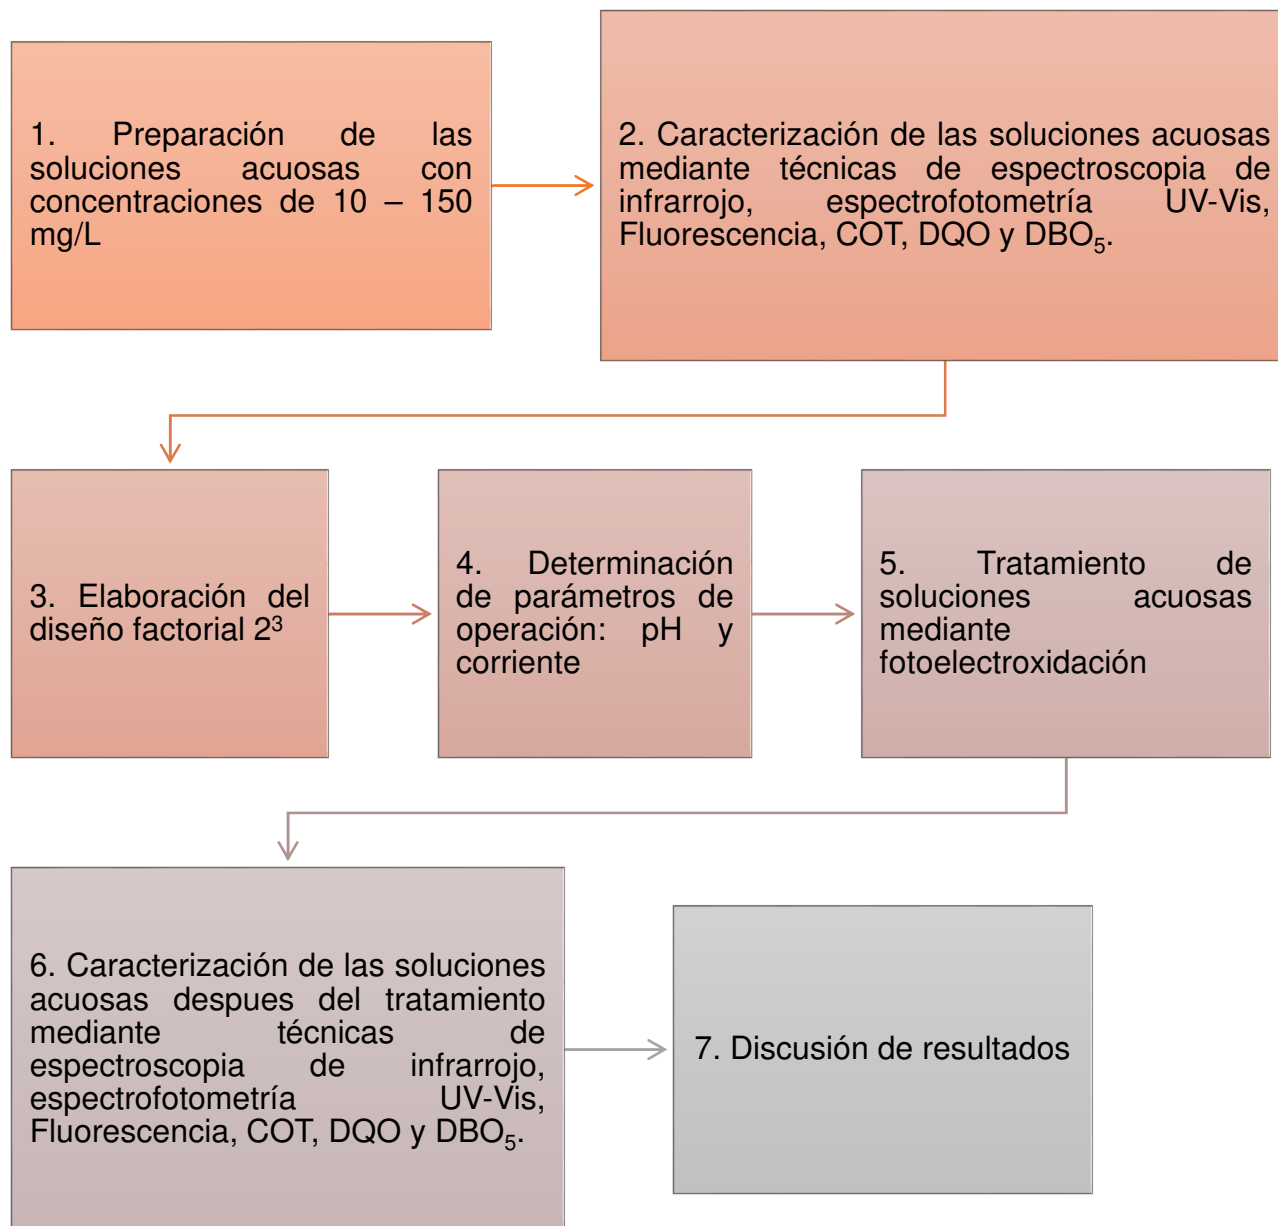 1. Preparación de las
soluciones acuosas con
concentraciones de 10 – 150
mg/L
2. Caracterización de las soluciones acuosas
mediante técnicas de espectroscopia de
infrarrojo, espectrofotometría UV-Vis,
Fluorescencia, COT, DQO y DBO₅.
3. Elaboración del
diseño factorial 2³
4. Determinación
de parámetros de
operación: pH y
corriente
5. Tratamiento de
soluciones acuosas
mediante
fotoelectroxidación
6. Caracterización de las soluciones
acuosas despues del tratamiento
mediante técnicas de
espectroscopia de infrarrojo,
espectrofotometría UV-Vis,
Fluorescencia, COT, DQO y DBO₅.
7. Discusión de resultados